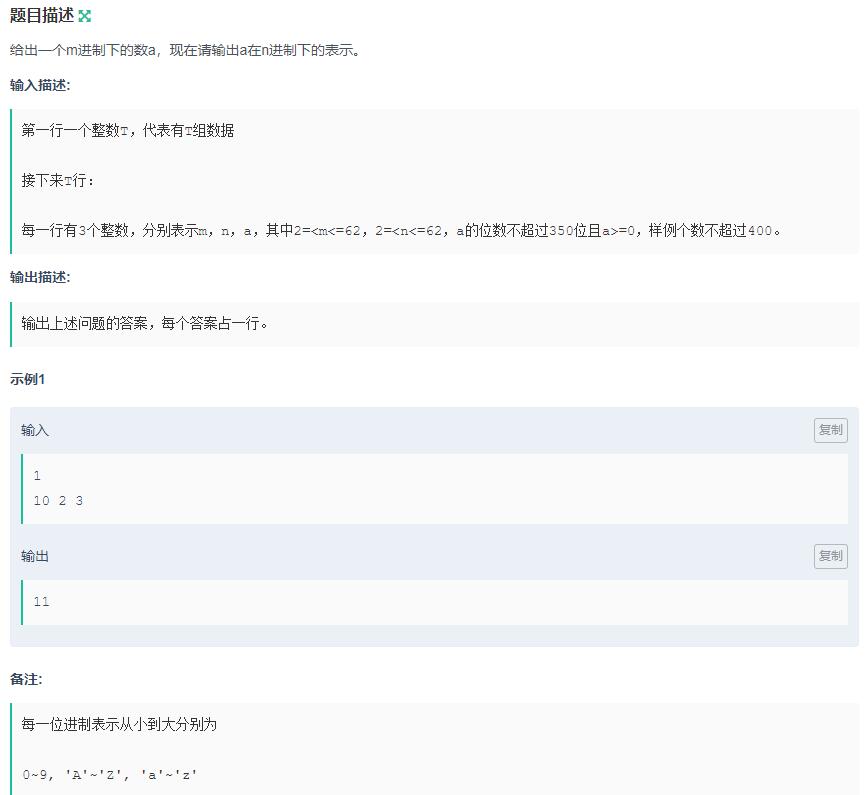 题目描述
给出一个m进制下的数a，现在请输出a在n进制下的表示。
输入描述:
第一行一个整数T，代表有T组数据
接下来T行：
每一行有3个整数，分别表示m，n，a，其中2=<m<=62，2=<n<=62，a的位数不超过350位且a>=0，样例个数不超过400。
输出描述:
输出上述问题的答案，每个答案占一行。
示例1
输入
复制
1
10 2 3
输出
复制
11
备注:
每一位进制表示从小到大分别为
0~9, 'A'~'Z', 'a'~'z'